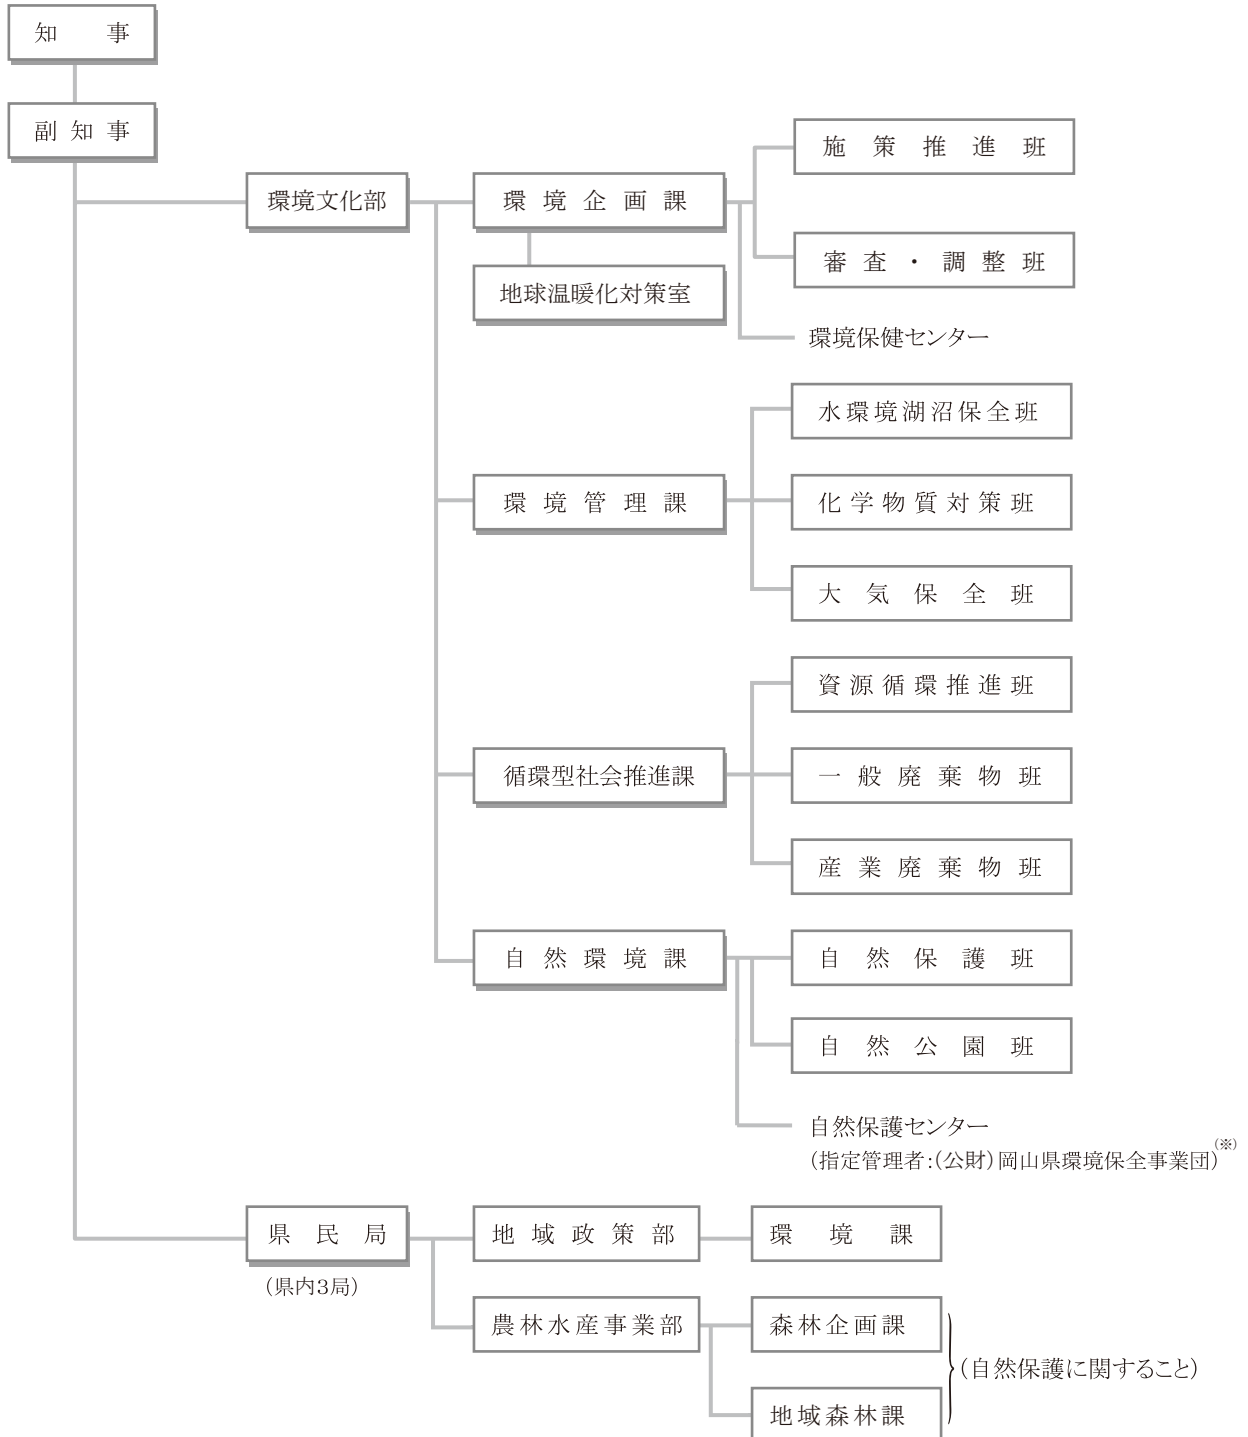 知事
副知事
環境文化部
環境企画課
地球温暖化対策室
施策推進班
審査・調整班
環境保健センター
環境管理課
水環境湖沼保全班
化学物質対策班
大気保全班
循環型社会推進課
資源循環推進班
一般廃棄物班
産業廃棄物班
自然環境課
自然保護班
自然公園班
自然保護センター
(指定管理者:(公財)岡山県環境保全事業団)(※)
県民局
(県内3局)
地域政策部
環境課
農林水産事業部
森林企画課
地域森林課
(自然保護に関すること)